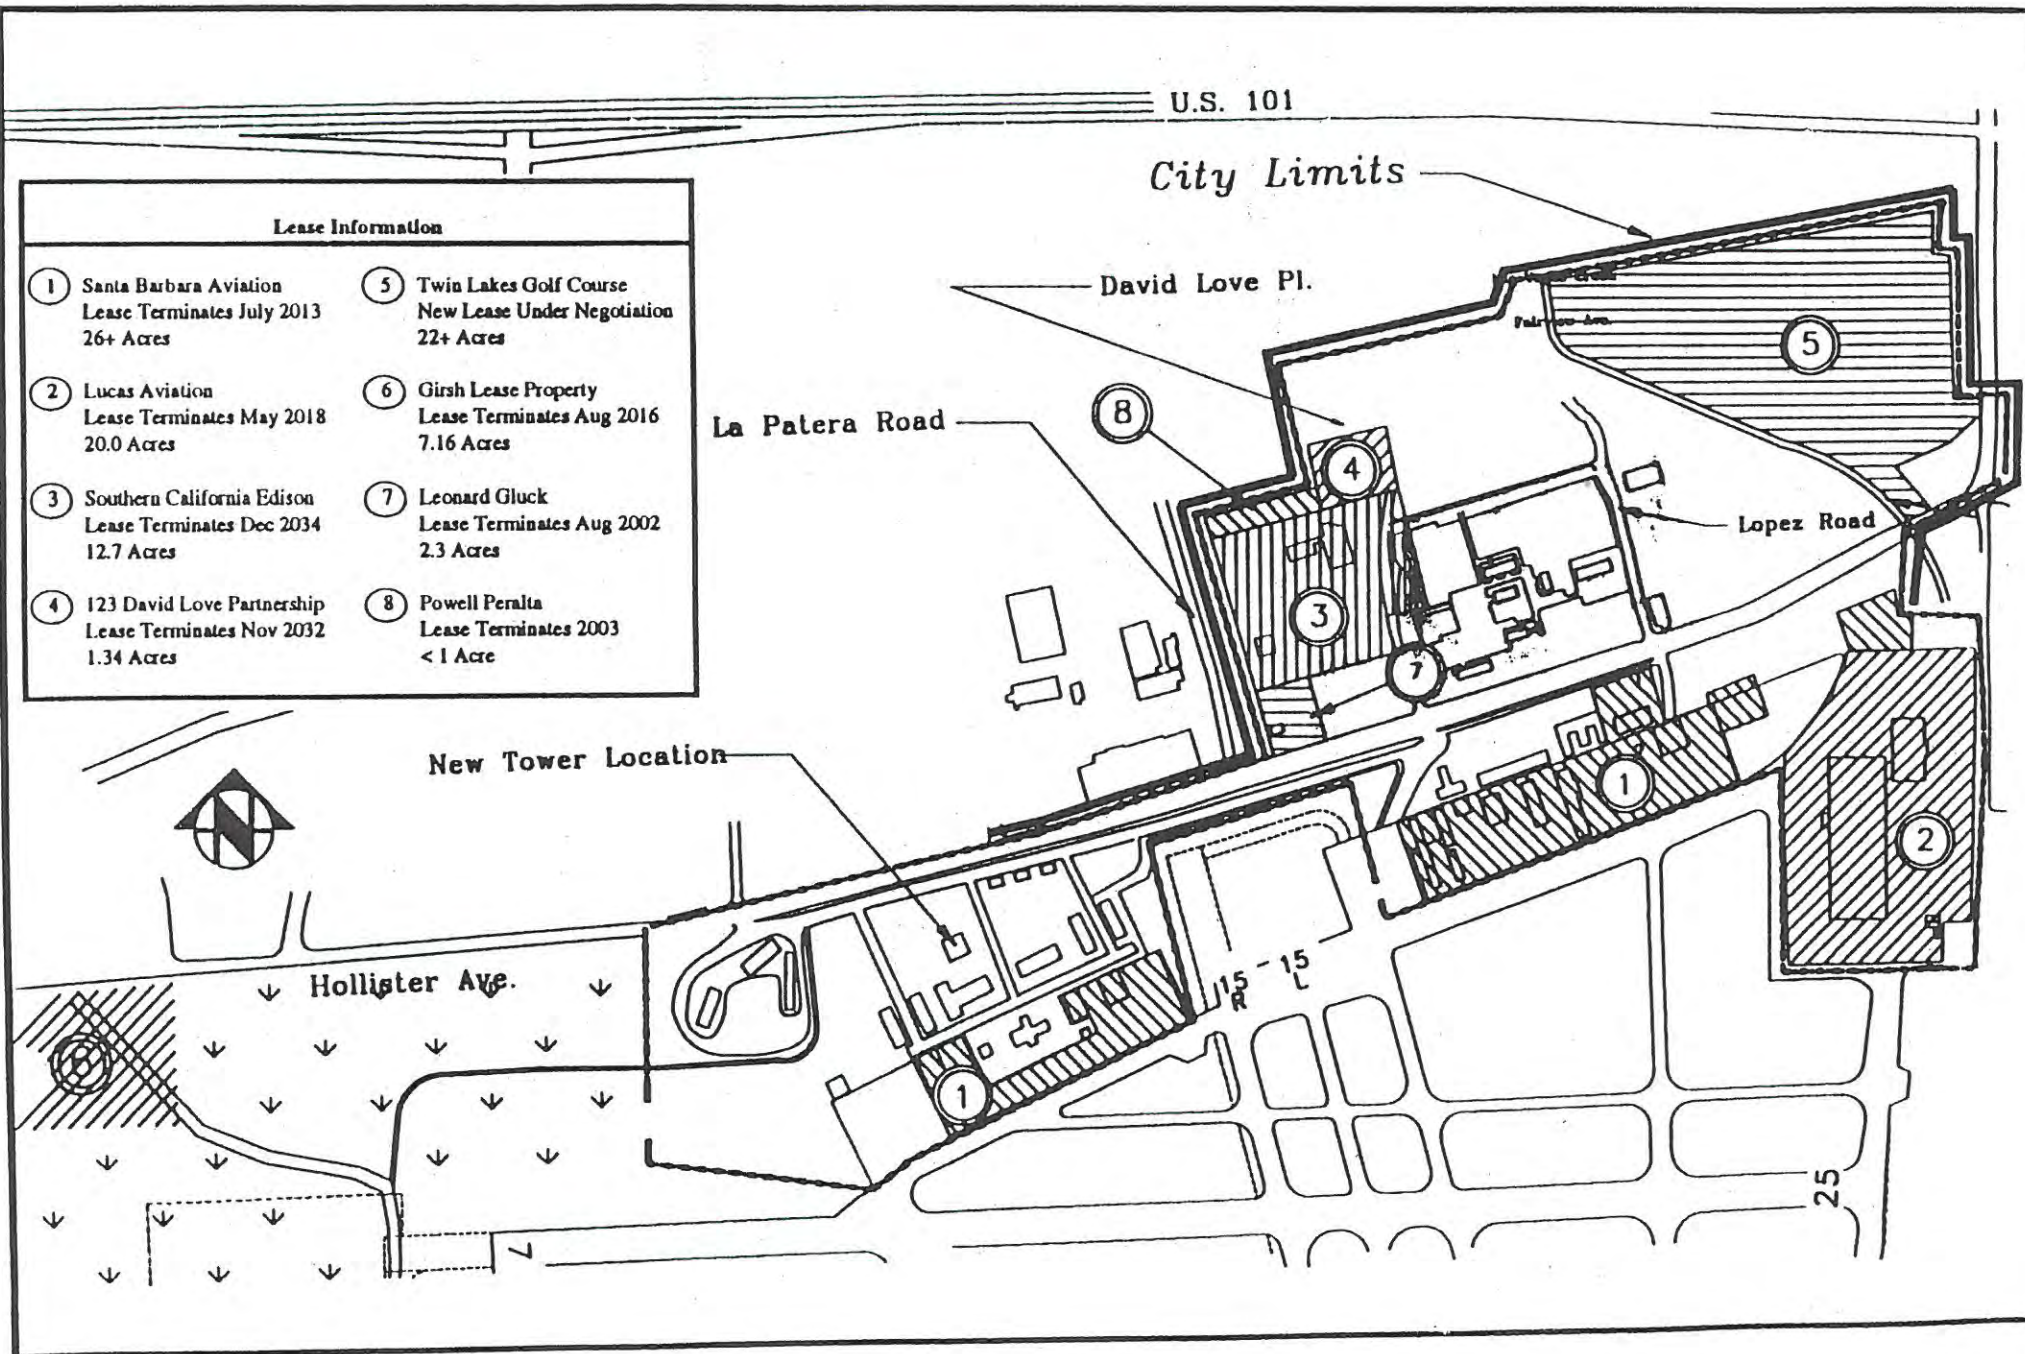 U.S. 101
City Limits
Lease Information
1 Santa Barbara Aviation
Lease Terminates July 2013
26+ Acres
2 Lucas Aviation
Lease Terminates May 2018
20.0 Acres
3 Southern California Edison
Lease Terminates Dec 2034
12.7 Acres
4 123 David Love Partnership
Lease Terminates Nov 2032
1.34 Acres
5 Twin Lakes Golf Course
New Lease Under Negotiation
22+ Acres
6 Girsh Lease Property
Lease Terminates Aug 2016
7.16 Acres
7 Leonard Gluck
Lease Terminates Aug 2002
2.3 Acres
8 Powell Peralta
Lease Terminates 2003
< 1 Acre
David Love Pl.
Fairview Ave.
5
8
La Patera Road
4
Lopez Road
3
7
New Tower Location
1
N
2
15 - 15
R L
Hollister Ave.
1
25
7